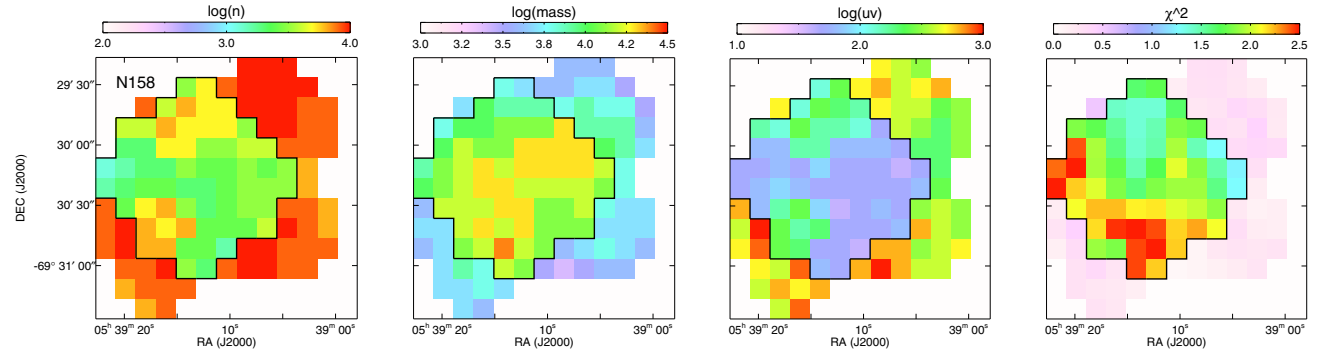 log(n) log(mass) log(uv) χ^2
2.0 3.0 4.0 3.0 3.2 3.4 3.6 3.8 4.0 4.2 4.5 1.0 2.0 3.0 0.0 0.5 1.0 1.5 2.0 2.5
N158
29′ 30″
30′ 00″
30′ 30″
-69° 31′ 00″
DEC (J2000)
05ʰ 39ᵐ 20ˢ 10ˢ 39ᵐ 00ˢ 05ʰ 39ᵐ 20ˢ 10ˢ 39ᵐ 00ˢ 05ʰ 39ᵐ 20ˢ 10ˢ 39ᵐ 00ˢ 05ʰ 39ᵐ 20ˢ 10ˢ 39ᵐ 00ˢ
RA (J2000) RA (J2000) RA (J2000) RA (J2000)